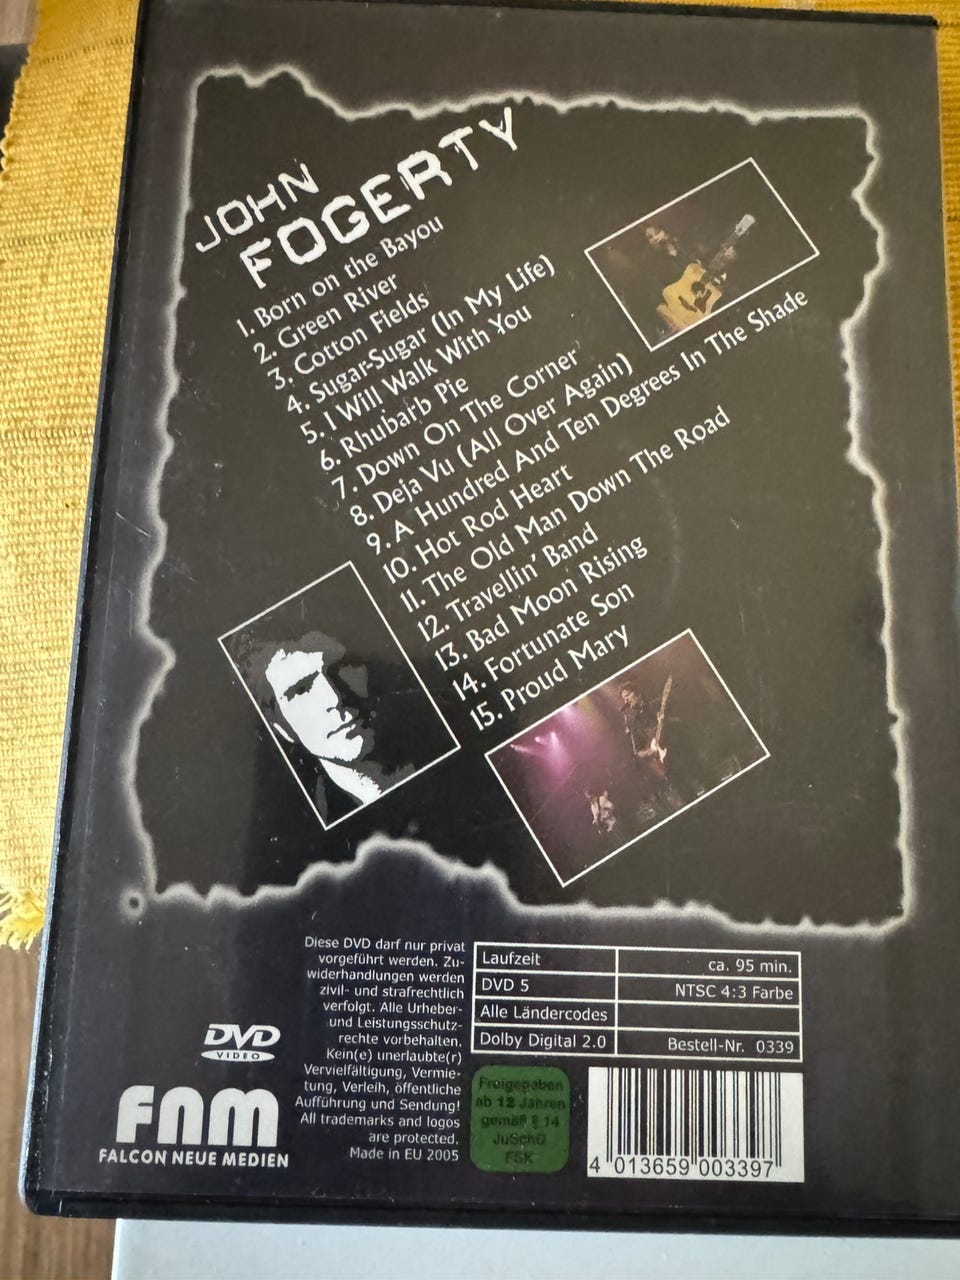 JOHN
FOGERTY
1. Born on the Bayou
2. Green River
3. Cotton Fields
4. Sugar-Sugar (In My Life)
5. I Will Walk With You
6. Rhubarb Pie
7. Down On The Corner
8. Deja Vu (All Over Again)
9. A Hundred And Ten Degrees In The Shade
10. Hot Rod Heart
11. The Old Man Down The Road
12. Travellin' Band
13. Bad Moon Rising
14. Fortunate Son
15. Proud Mary
Diese DVD darf nur privat
vorgeführt werden. Zu-
widerhandlungen werden
zivil- und strafrechtlich
verfolgt. Alle Urheber-
und Leistungsschutz-
rechte vorbehalten.
Kein(e) unerlaubte(r)
Vervielfältigung, Vermie-
tung, Verleih, öffentliche
Aufführung und Sendung!
All trademarks and logos
are protected.
Made in EU 2005
Laufzeit ca. 95 min.
DVD 5 NTSC 4:3 Farbe
Alle Ländercodes
Dolby Digital 2.0 Bestell-Nr. 0339
DVD
VIDEO
fnm
FALCON NEUE MEDIEN
Freigegeben
ab 12 Jahren
gemäß § 14
JuSchG
FSK
4 013659 003397